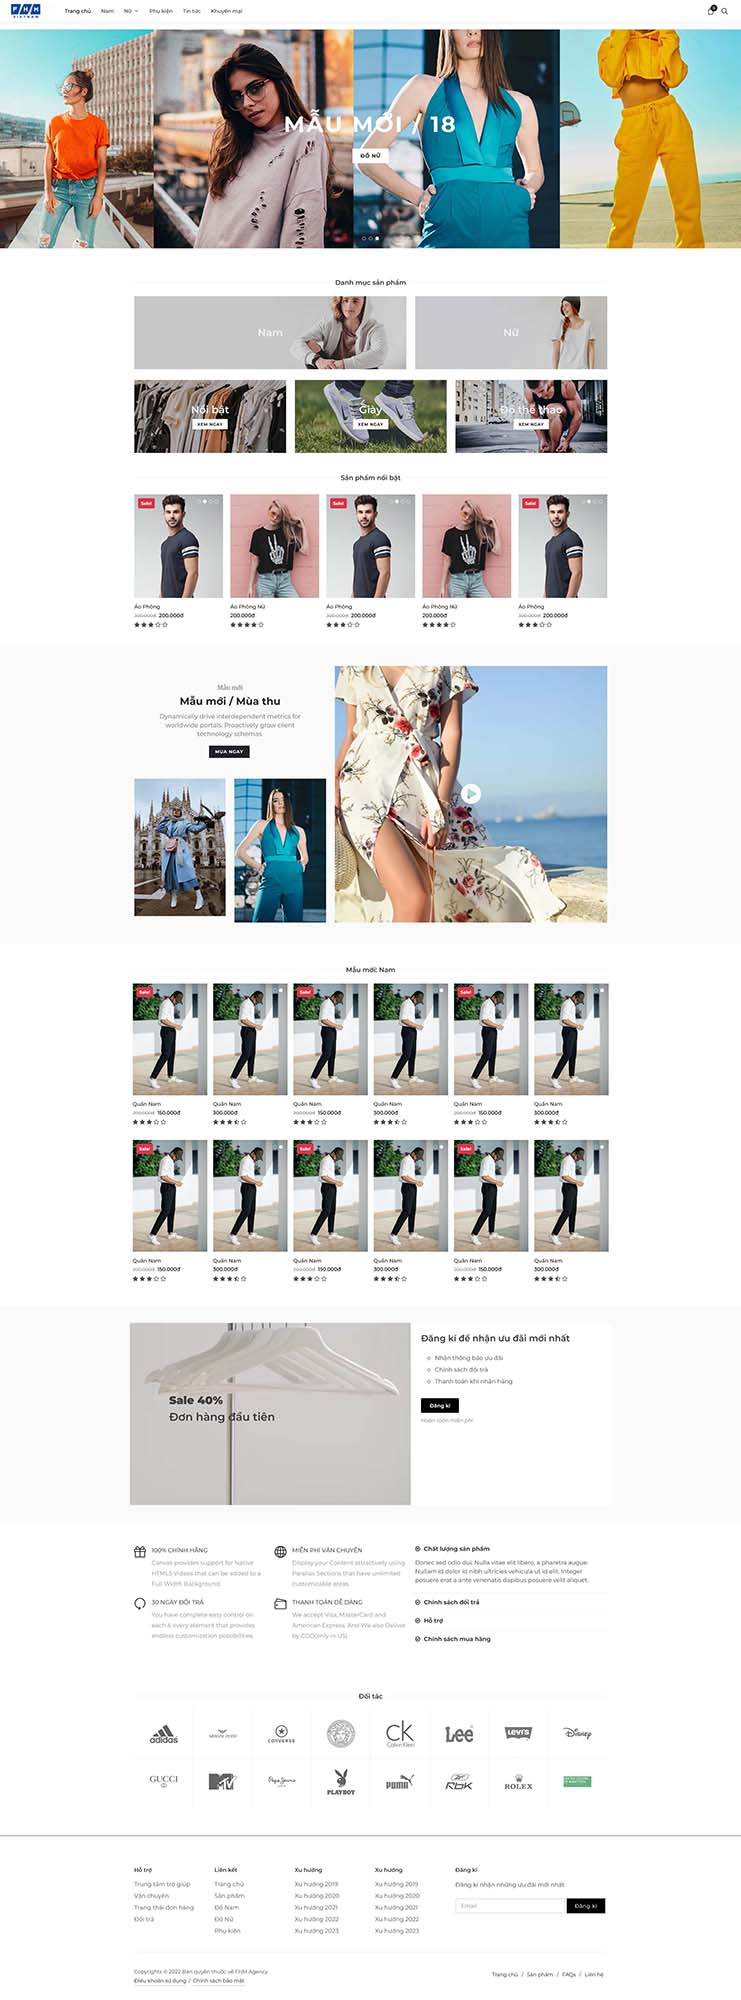 FHM
VIETNAM
Trang chủ
Nam
Nữ
Phụ kiện
Tin tức
Khuyến mại
0
MẪU MỚI / 18
ĐỒ NỮ
Danh mục sản phẩm
Nam
Nữ
Nổi bật
XEM NGAY
Giày
XEM NGAY
Đồ thể thao
XEM NGAY
Sản phẩm nổi bật
Sale!
Sale!
Sale!
Áo Phông
Áo Phông Nữ
Áo Phông
Áo Phông Nữ
Áo Phông
300.000đ 200.000đ
200.000đ
300.000đ 200.000đ
200.000đ
300.000đ 200.000đ
Mẫu mới
Mẫu mới / Mùa thu
Dynamically drive interdependent metrics for
worldwide portals. Proactively grow client
technology schemas.
MUA NGAY
Mẫu mới: Nam
Sale!
Sale!
Sale!
Quần Nam
Quần Nam
Quần Nam
Quần Nam
Quần Nam
Quần Nam
200.000đ 150.000đ
300.000đ
200.000đ 150.000đ
300.000đ
200.000đ 150.000đ
300.000đ
Sale!
Sale!
Sale!
Quần Nam
Quần Nam
Quần Nam
Quần Nam
Quần Nam
Quần Nam
200.000đ 150.000đ
300.000đ
200.000đ 150.000đ
300.000đ
200.000đ 150.000đ
300.000đ
Sale 40%
Đơn hàng đầu tiên
Đăng kí để nhận ưu đãi mới nhất
Nhận thông báo ưu đãi
Chính sách đổi trả
Thanh toán khi nhận hàng
Đăng kí
Hoàn toàn miễn phí
100% CHÍNH HÃNG
Canvas provides support for Native
HTML5 Videos that can be added to a
Full Width Background.
MIỄN PHÍ VẬN CHUYỂN
Display your Content attractively using
Parallax Sections that have unlimited
customizable areas.
30 NGÀY ĐỔI TRẢ
You have complete easy control on
each & every element that provides
endless customization possibilities.
THANH TOÁN DỄ DÀNG
We accept Visa, MasterCard and
American Express. And We also Deliver
by COD(only in US)
Chất lượng sản phẩm
Donec sed odio dui. Nulla vitae elit libero, a pharetra augue.
Nullam id dolor id nibh ultricies vehicula ut id elit. Integer
posuere erat a ante venenatis dapibus posuere velit aliquet.
Chính sách đổi trả
Hỗ trợ
Chính sách mua hàng
Đối tác
adidas
CONVERSE
ck
Calvin Klein
Lee
LEVI'S
Disney
GUCCI
MTV
Pepe Jeans
PLAYBOY
PUMA
RBK
ROLEX
Hỗ trợ
Trung tâm trợ giúp
Vận chuyển
Trạng thái đơn hàng
Đổi trả
Liên kết
Trang chủ
Sản phẩm
Đồ Nam
Đồ Nữ
Phụ kiện
Xu hướng
Xu hướng 2019
Xu hướng 2020
Xu hướng 2021
Xu hướng 2022
Xu hướng 2023
Xu hướng
Xu hướng 2019
Xu hướng 2020
Xu hướng 2021
Xu hướng 2022
Xu hướng 2023
Đăng kí
Đăng kí nhận những ưu đãi mới nhất
Email
Đăng kí
Copyrights © 2022 Bản quyền thuộc về FHM Agency
Điều khoản sử dụng / Chính sách bảo mật
Trang chủ / Sản phẩm / FAQs / Liên hệ